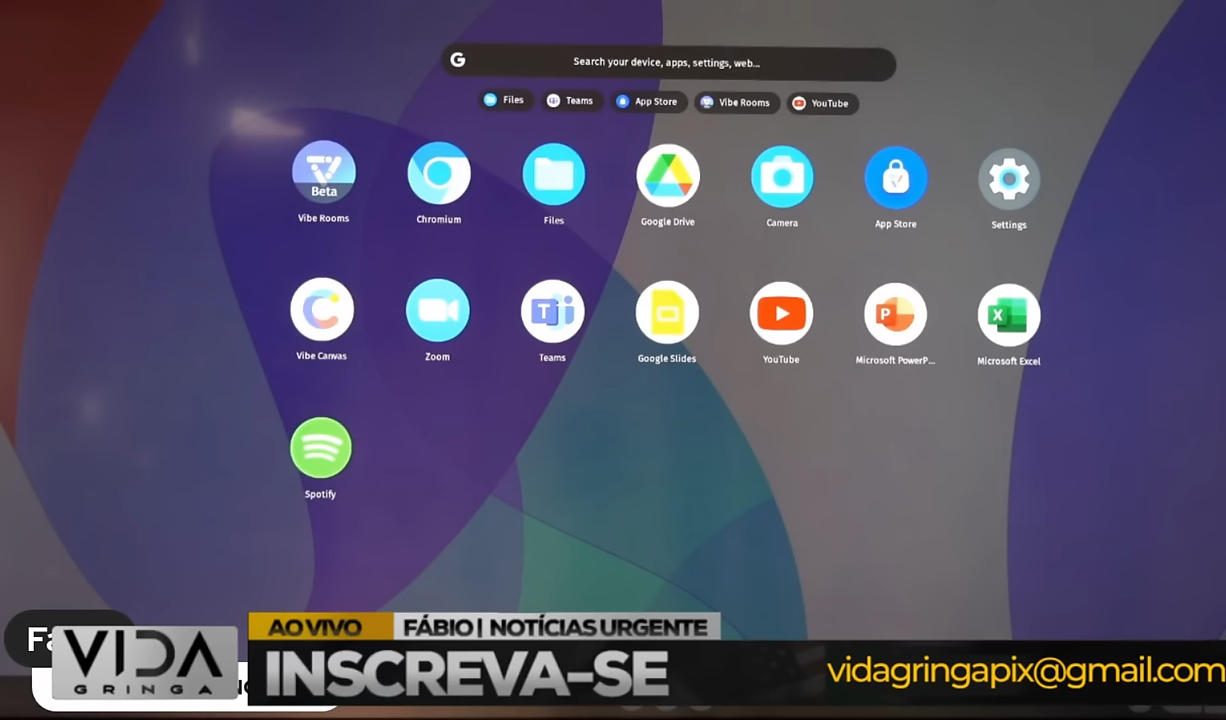 G Search your device, apps, settings, web...
Files Teams App Store Vibe Rooms YouTube
Beta
Vibe Rooms Chromium Files Google Drive Camera App Store Settings
T P X
Vibe Canvas Zoom Teams Google Slides YouTube Microsoft PowerP... Microsoft Excel
Spotify
AO VIVO FÁBIO | NOTÍCIAS URGENTE
VIDA
GRINGA
INSCREVA-SE
vidagringapix@gmail.com